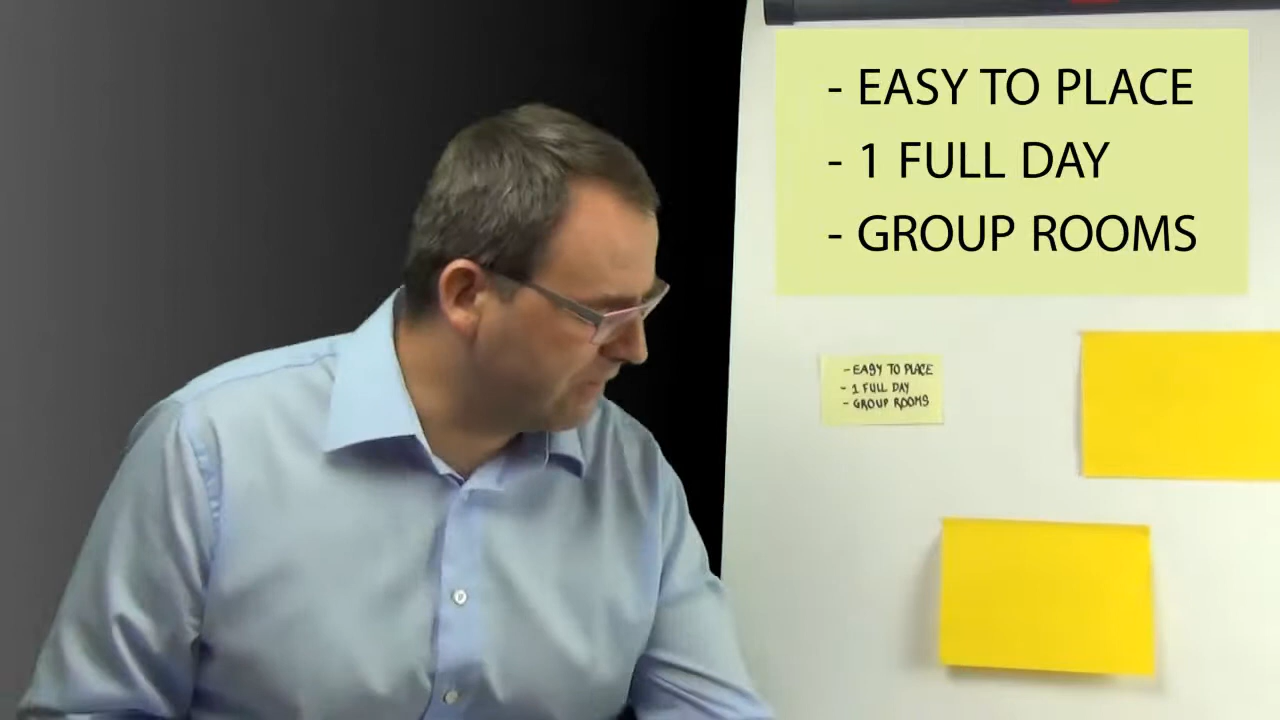 - EASY TO PLACE
- 1 FULL DAY
- GROUP ROOMS
- EASY TO PLACE
- 1 FULL DAY
- GROUP ROOMS